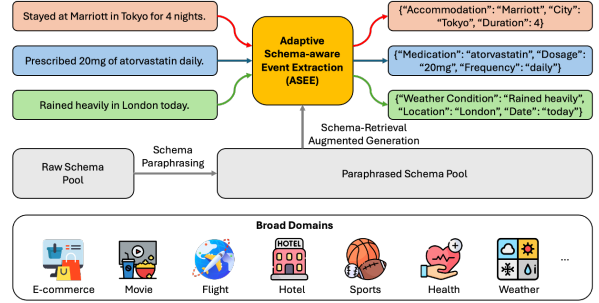 Stayed at Marriott in Tokyo for 4 nights.
Prescribed 20mg of atorvastatin daily.
Rained heavily in London today.
Adaptive
Schema-aware
Event Extraction
(ASEE)
{“Accommodation”: “Marriott”, “City”:
“Tokyo”, “Duration”: 4}
{“Medication”: “atorvastatin”, “Dosage”:
“20mg”, “Frequency”: “daily”}
{“Weather Condition”: “Rained heavily”,
“Location”: “London”, “Date”: “today”}
Schema-Retrieval
Augmented Generation
Raw Schema
Pool
Schema
Paraphrasing
Paraphrased Schema Pool
Broad Domains
HOTEL
E-commerce Movie Flight Hotel Sports Health Weather ...